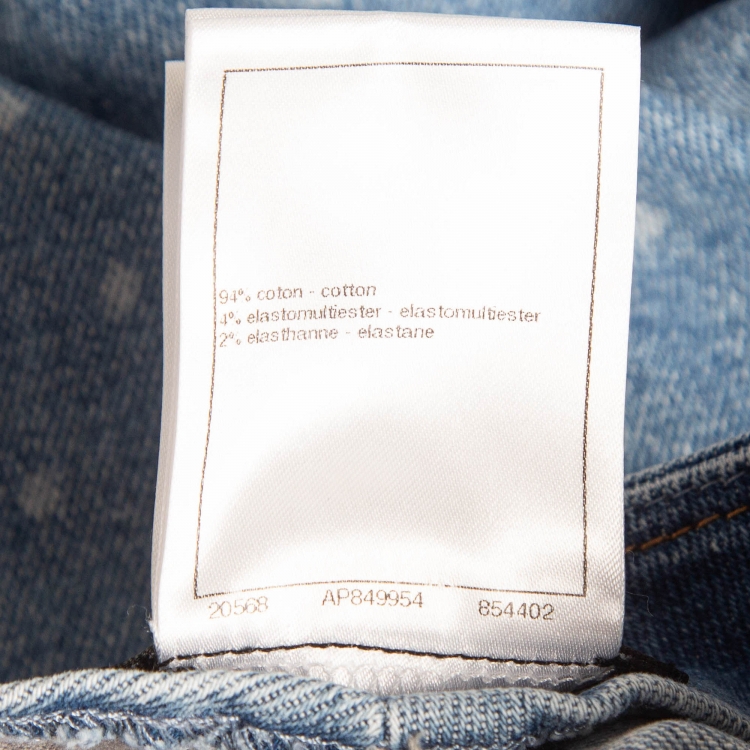 94% coton - cotton
4% elastomultiester - elastomultiester
2% elasthanne - elastane
20568 AP849954 854402